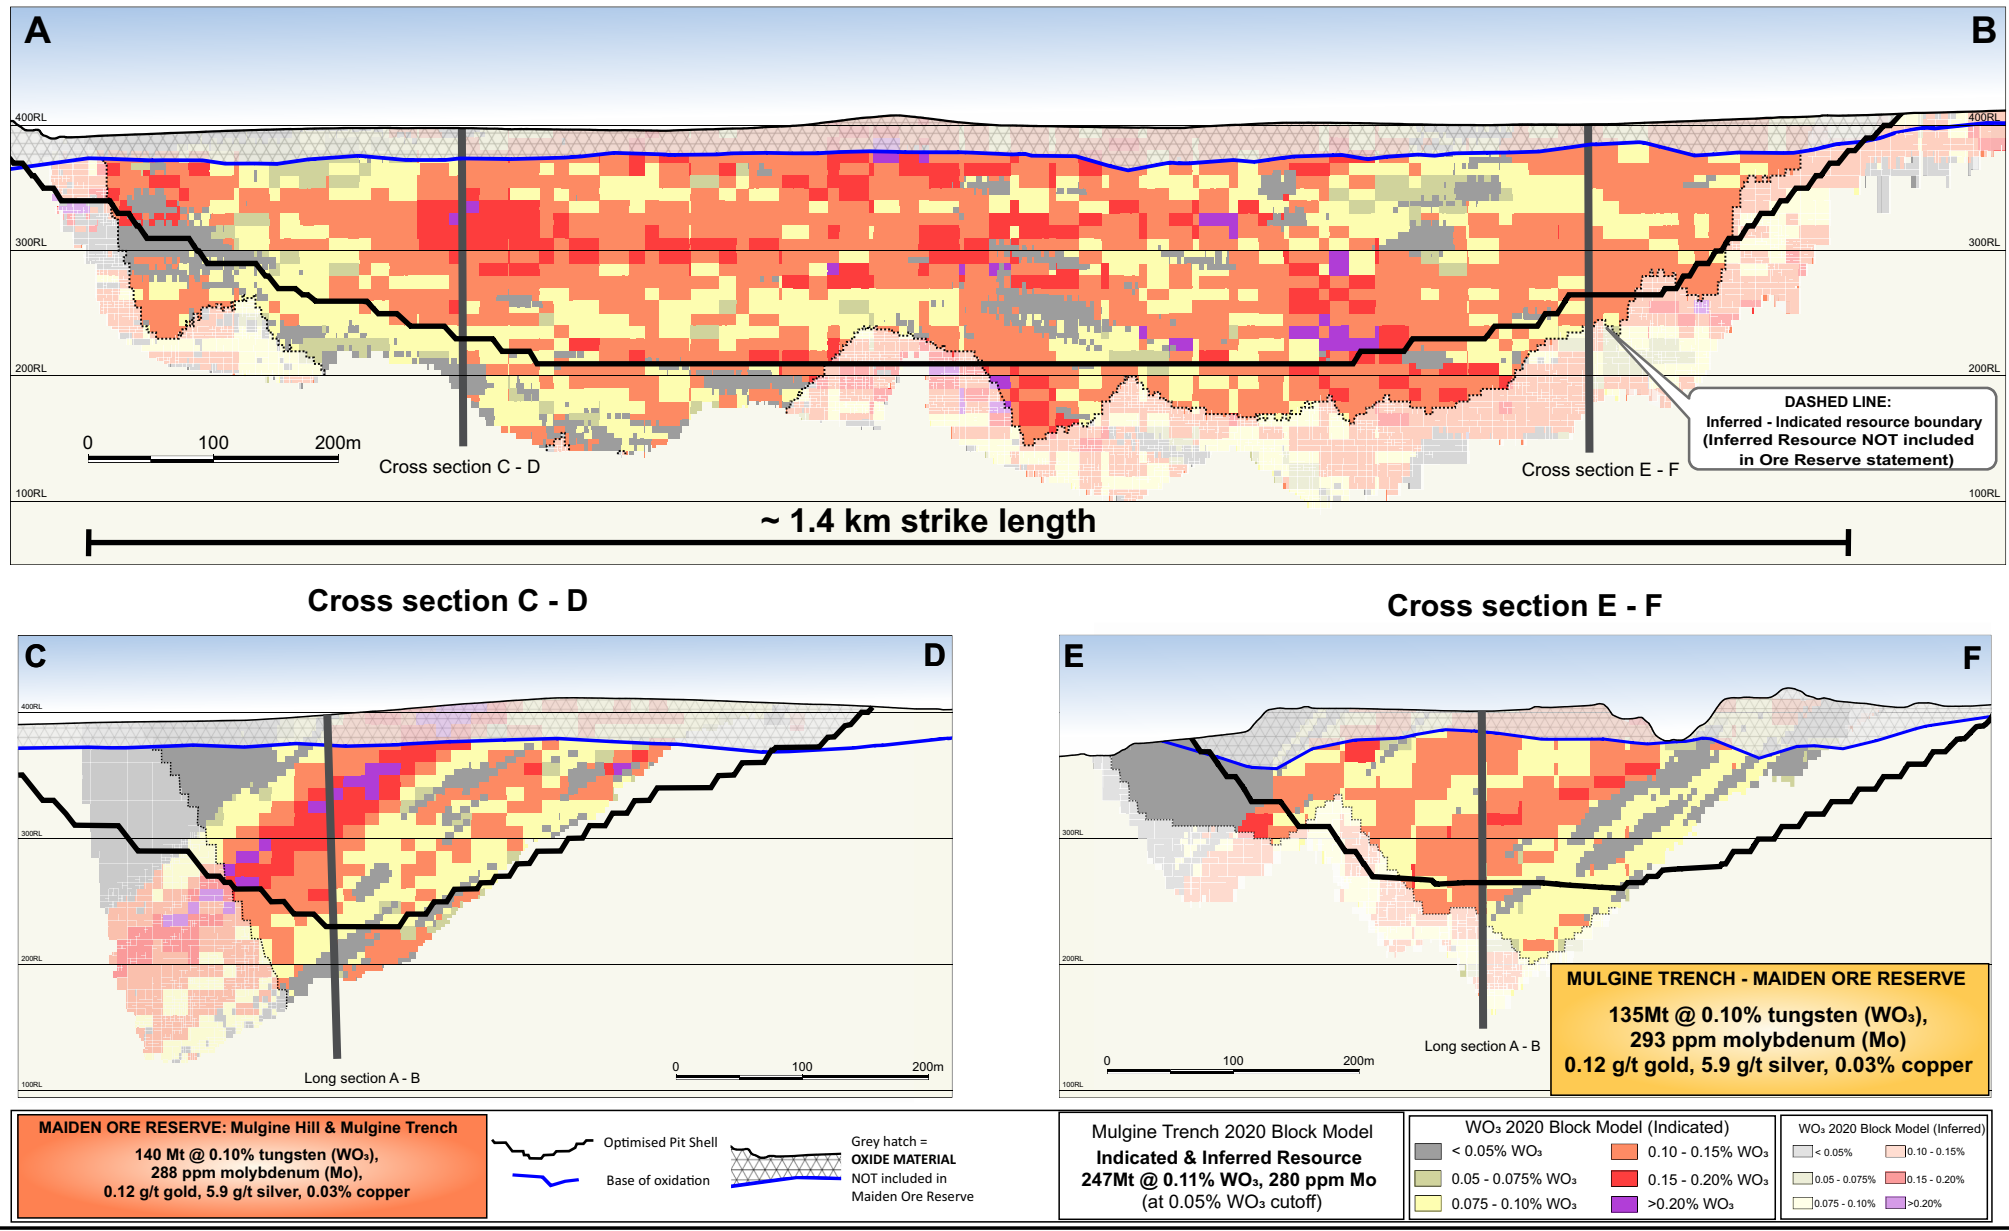 A
B
400RL
400RL
300RL
300RL
200RL
200RL
100RL
100RL
0 100 200m
Cross section C - D
Cross section E - F
DASHED LINE:
Inferred - Indicated resource boundary
(Inferred Resource NOT included
in Ore Reserve statement)
~ 1.4 km strike length
Cross section C - D
C
D
400RL
300RL
200RL
100RL
Long section A - B
0 100 200m
Cross section E - F
E
F
400RL
300RL
200RL
100RL
Long section A - B
0 100 200m
MULGINE TRENCH - MAIDEN ORE RESERVE
135Mt @ 0.10% tungsten (WO₃),
293 ppm molybdenum (Mo)
0.12 g/t gold, 5.9 g/t silver, 0.03% copper
MAIDEN ORE RESERVE: Mulgine Hill & Mulgine Trench
140 Mt @ 0.10% tungsten (WO₃),
288 ppm molybdenum (Mo),
0.12 g/t gold, 5.9 g/t silver, 0.03% copper
Optimised Pit Shell
Base of oxidation
Grey hatch =
OXIDE MATERIAL
NOT included in
Maiden Ore Reserve
Mulgine Trench 2020 Block Model
Indicated & Inferred Resource
247Mt @ 0.11% WO₃, 280 ppm Mo
(at 0.05% WO₃ cutoff)
WO₃ 2020 Block Model (Indicated)
< 0.05% WO₃
0.10 - 0.15% WO₃
0.05 - 0.075% WO₃
0.15 - 0.20% WO₃
0.075 - 0.10% WO₃
>0.20% WO₃
WO₃ 2020 Block Model (Inferred)
< 0.05%
0.10 - 0.15%
0.05 - 0.075%
0.15 - 0.20%
0.075 - 0.10%
>0.20%